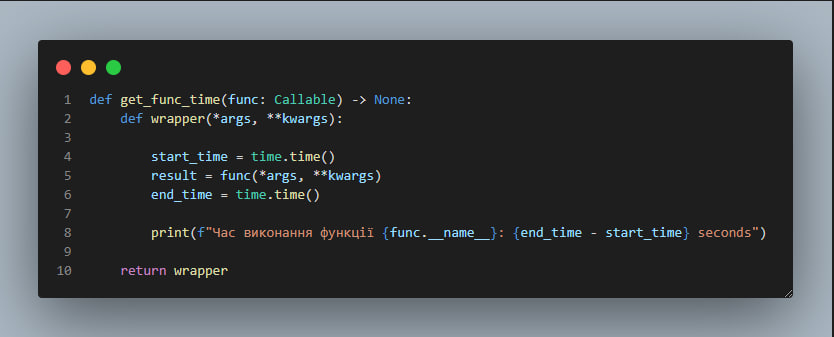 1 def get_func_time(func: Callable) -> None:
2     def wrapper(*args, **kwargs):
3
4         start_time = time.time()
5         result = func(*args, **kwargs)
6         end_time = time.time()
7
8         print(f"Час виконання функції {func.__name__}: {end_time - start_time} seconds")
9
10     return wrapper